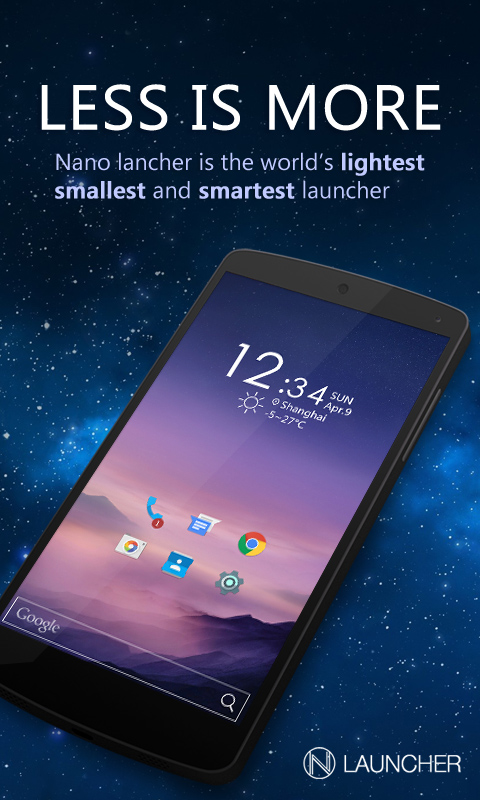 LESS IS MORE
Nano lancher is the world's lightest
smallest and smartest launcher
12:34 SUN
Apr.9
Shanghai
-5~27°C
1
Google
N LAUNCHER